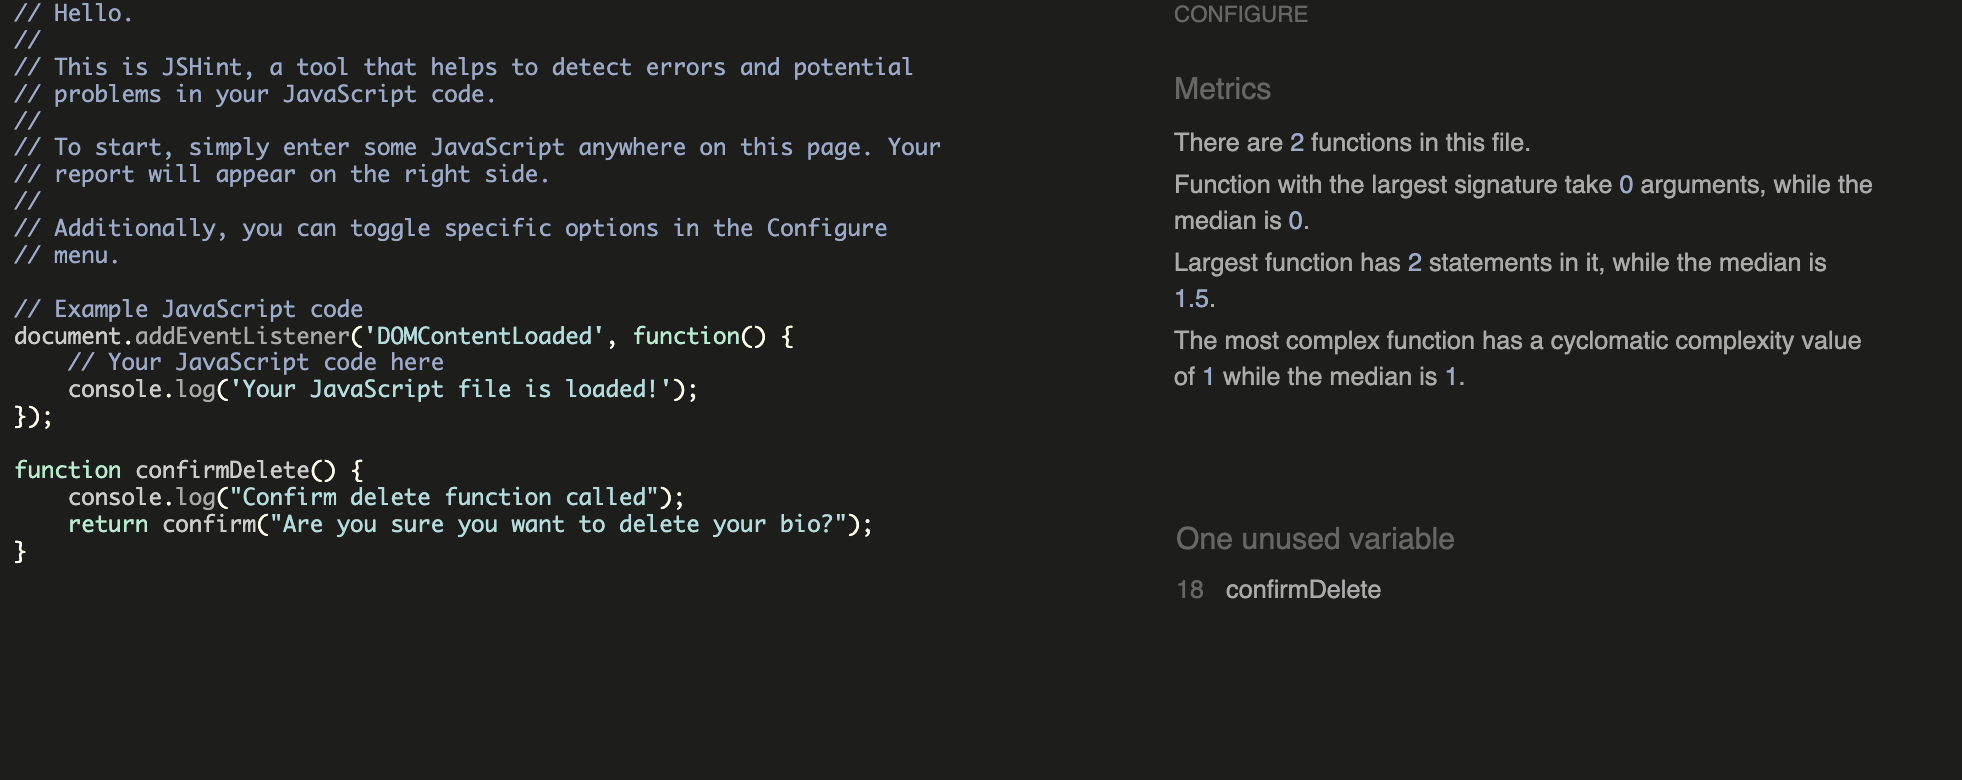 // Hello.
//
// This is JSHint, a tool that helps to detect errors and potential
// problems in your JavaScript code.
//
// To start, simply enter some JavaScript anywhere on this page. Your
// report will appear on the right side.
//
// Additionally, you can toggle specific options in the Configure
// menu.

// Example JavaScript code
document.addEventListener('DOMContentLoaded', function() {
    // Your JavaScript code here
    console.log('Your JavaScript file is loaded!');
});

function confirmDelete() {
    console.log("Confirm delete function called");
    return confirm("Are you sure you want to delete your bio?");
}
CONFIGURE
Metrics
There are 2 functions in this file.
Function with the largest signature take 0 arguments, while the
median is 0.
Largest function has 2 statements in it, while the median is
1.5.
The most complex function has a cyclomatic complexity value
of 1 while the median is 1.
One unused variable
18 confirmDelete